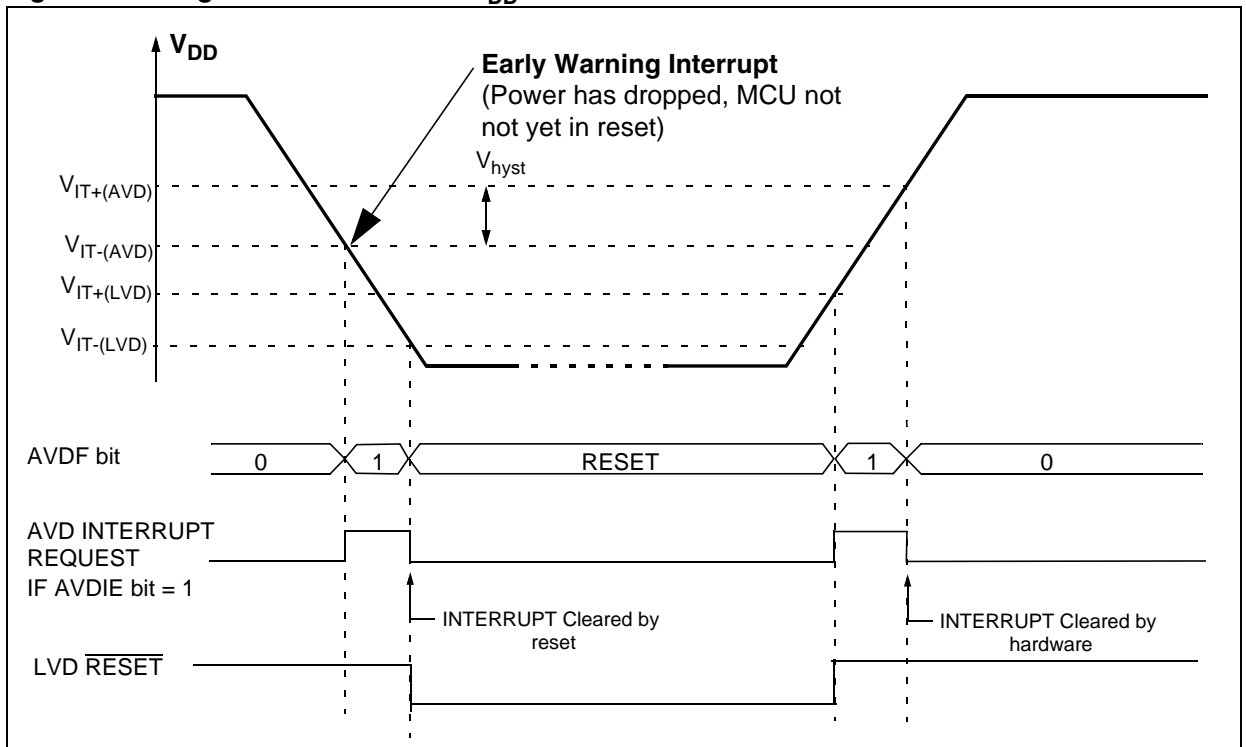 V_DD
Early Warning Interrupt
(Power has dropped, MCU not
not yet in reset)
V_hyst
V_IT+(AVD)
V_IT-(AVD)
V_IT+(LVD)
V_IT-(LVD)
AVDF bit
0
1
RESET
1
0
AVD INTERRUPT
REQUEST
IF AVDIE bit = 1
INTERRUPT Cleared by
reset
INTERRUPT Cleared by
hardware
LVD RESET